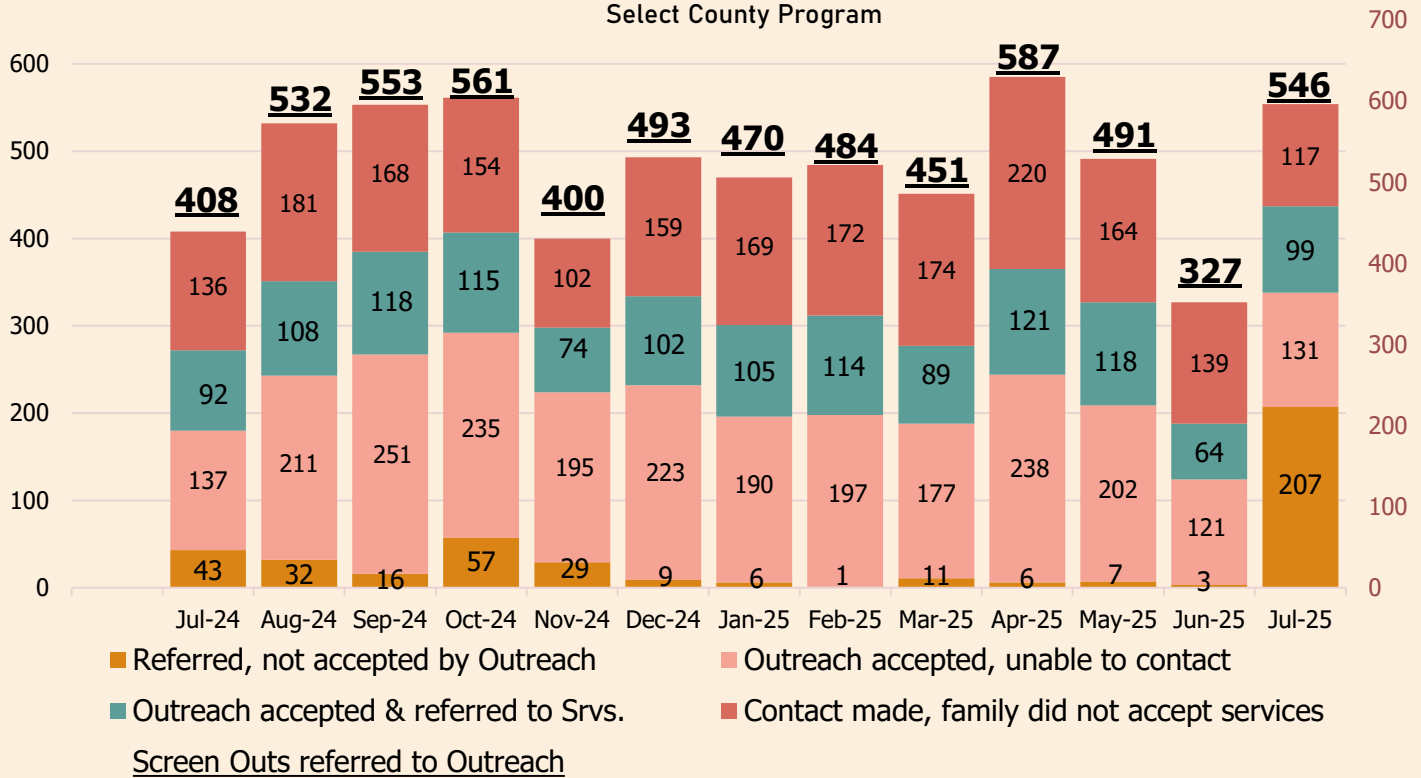 Select County Program
700
600
500
400
300
200
100
0
600
500
400
300
200
100
0
408 532 553 561 400 493 470 484 451 587 491 327 546
136 181 168 154 102 159 169 172 174 220 164 139 117
92 108 118 115 74 102 105 114 89 121 118 64 99
137 211 251 235 195 223 190 197 177 238 202 121 131
43 32 16 57 29 9 6 1 11 6 7 3 207
Jul-24 Aug-24 Sep-24 Oct-24 Nov-24 Dec-24 Jan-25 Feb-25 Mar-25 Apr-25 May-25 Jun-25 Jul-25
Referred, not accepted by Outreach
Outreach accepted, unable to contact
Outreach accepted & referred to Srvs.
Contact made, family did not accept services
Screen Outs referred to Outreach